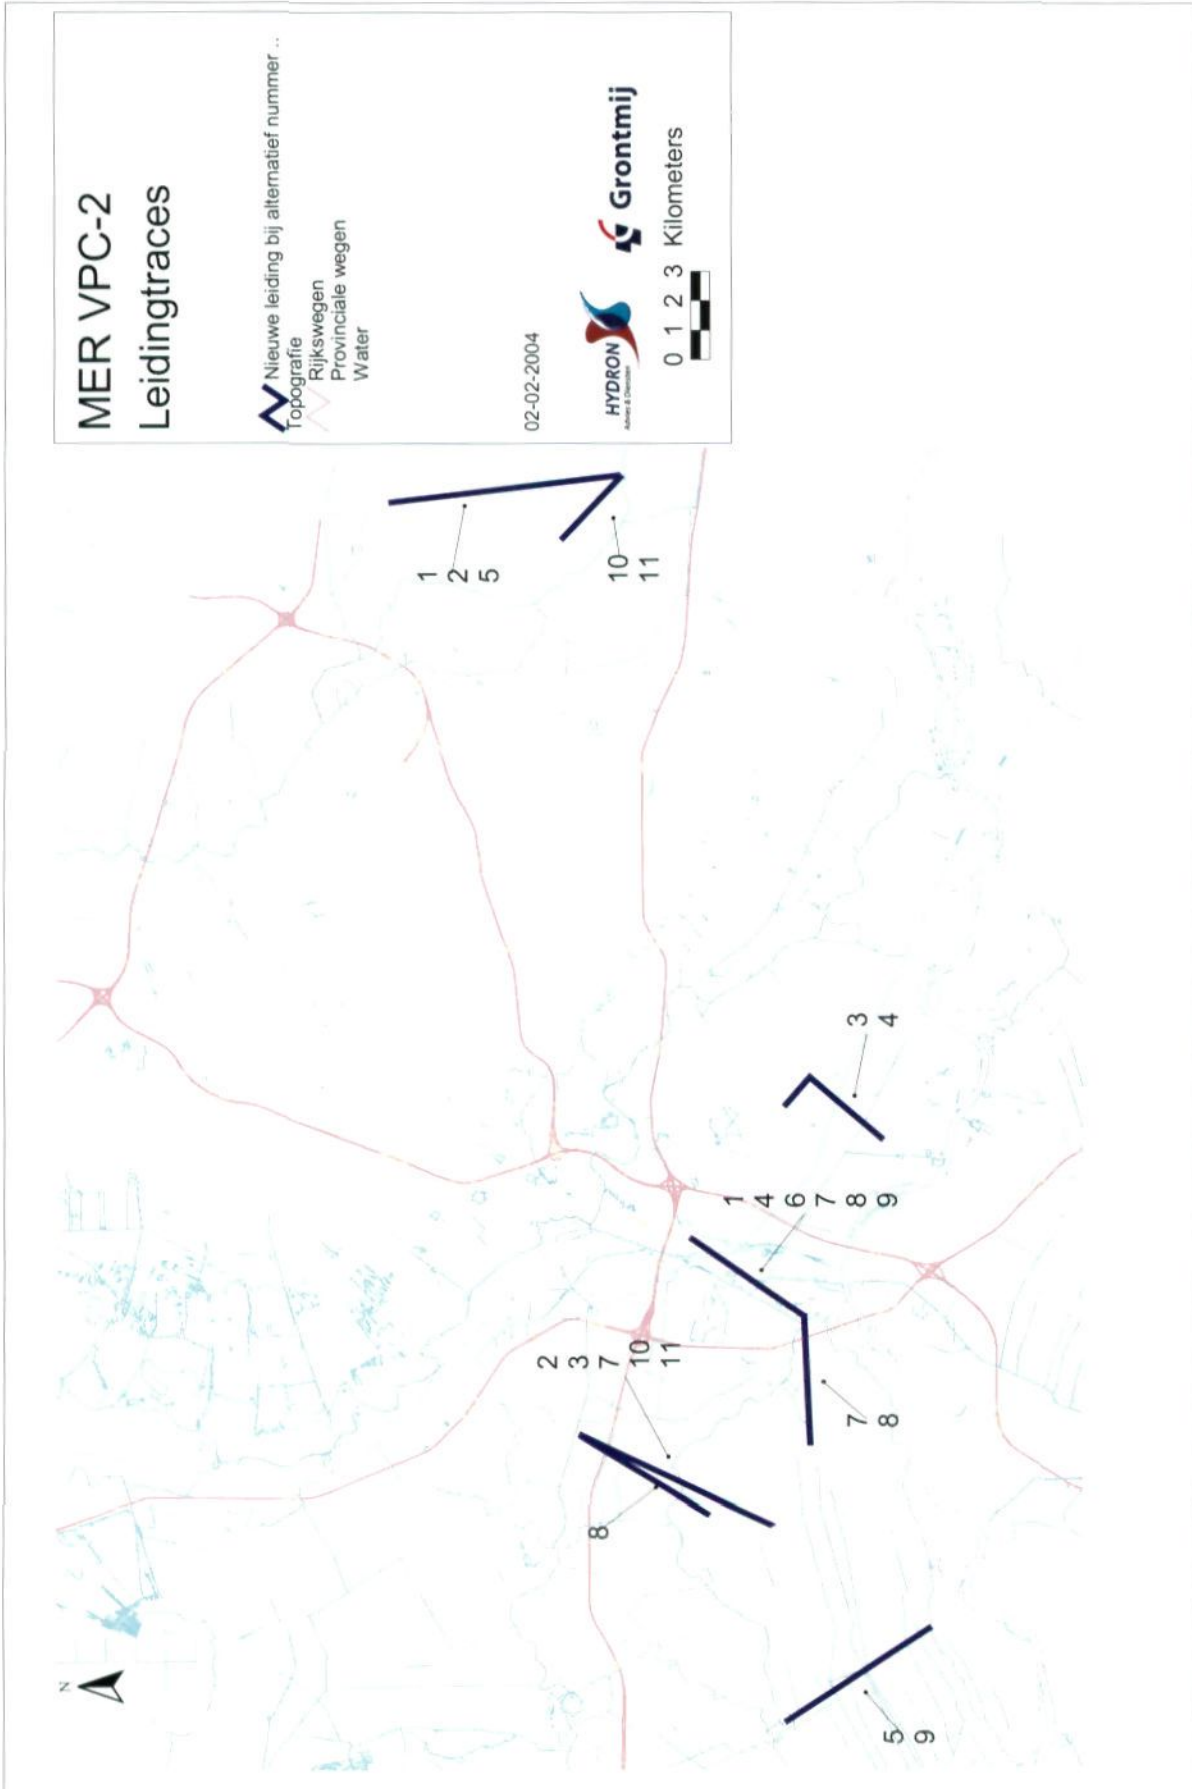 MER VPC-2
Leidingtraces
Nieuwe leiding bij alternatief nummer ..
Topografie
Rijkswegen
Provinciale wegen
Water
02-02-2004
HYDRON
Advies & Diensten
Grontmij
0 1 2 3 Kilometers
N
1
2
5
10
11
3
4
1
4
6
7
8
9
2
3
7
10
11
7
8
8
5
9